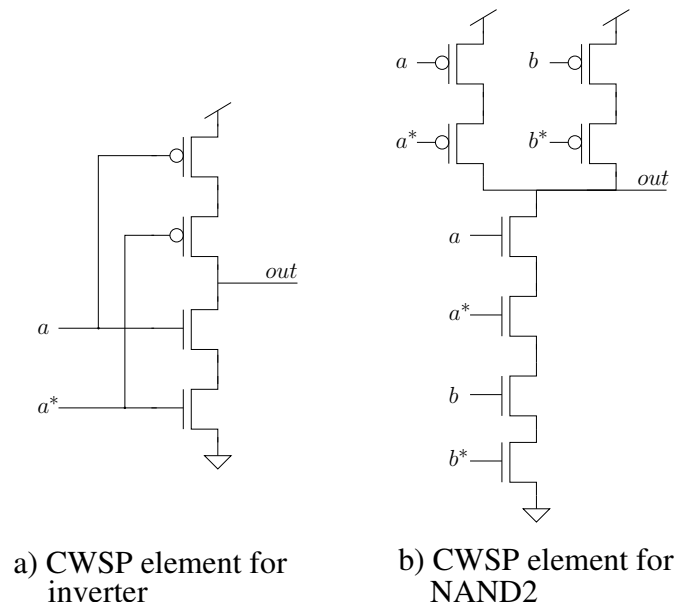 a
b
a*
b*
out
a
out
a
a*
a*
b
b*
a) CWSP element for
inverter
b) CWSP element for
NAND2